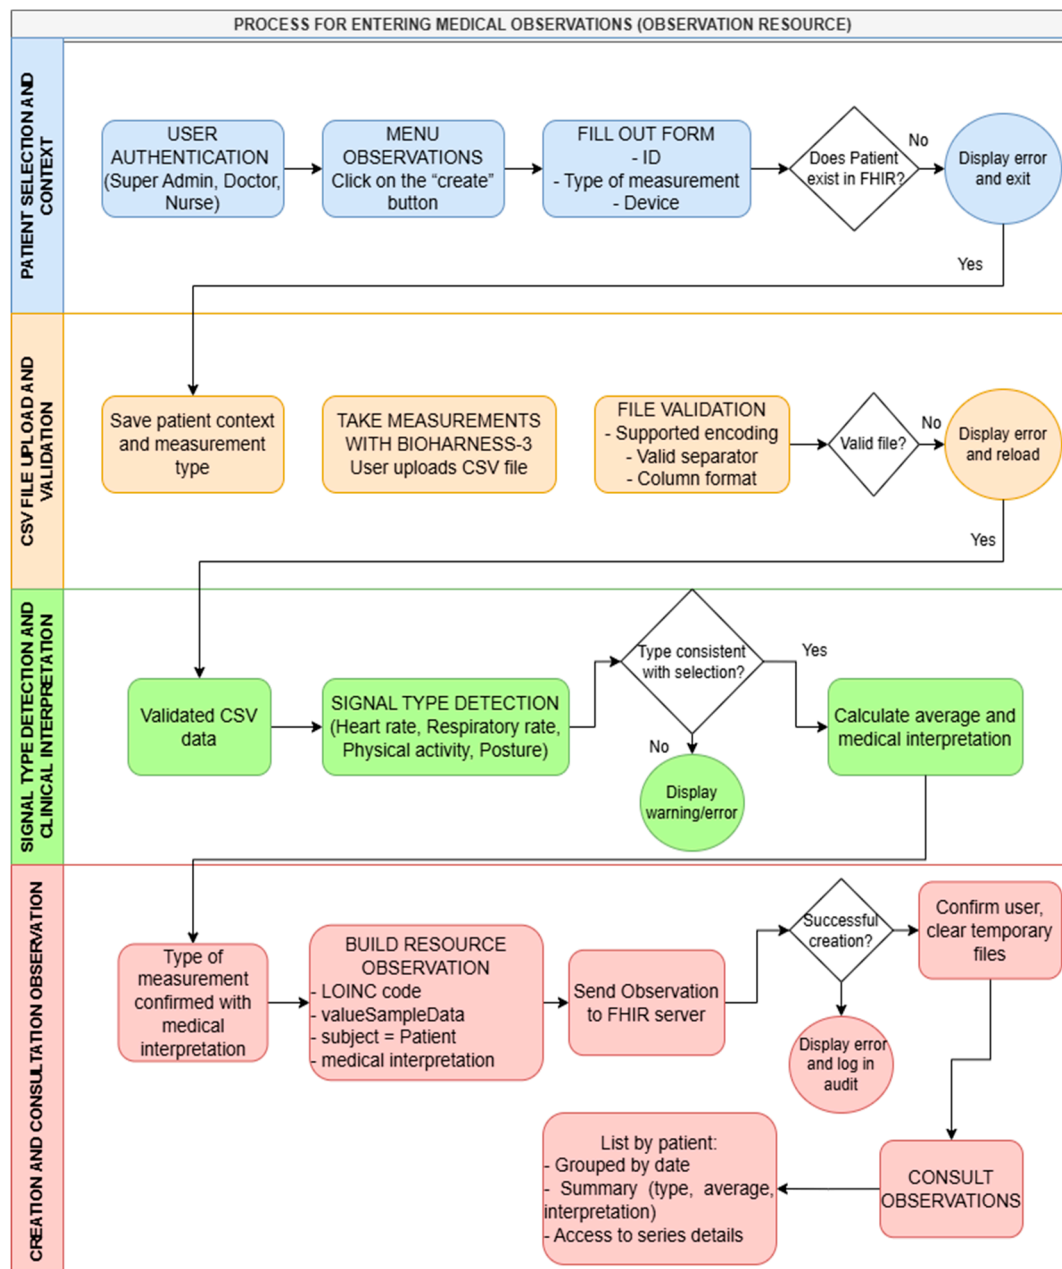 PROCESS FOR ENTERING MEDICAL OBSERVATIONS (OBSERVATION RESOURCE)
PATIENT SELECTION AND
CONTEXT
USER
AUTHENTICATION
(Super Admin, Doctor,
Nurse)
MENU
OBSERVATIONS
Click on the “create”
button
FILL OUT FORM
- ID
- Type of measurement
- Device
Does Patient
exist in FHIR?
No
Display error
and exit
Yes
CSV FILE UPLOAD AND
VALIDATION
Save patient context
and measurement
type
TAKE MEASUREMENTS
WITH BIOHARNESS-3
User uploads CSV file
FILE VALIDATION
- Supported encoding
- Valid separator
- Column format
Valid file?
No
Display error
and reload
Yes
SIGNAL TYPE DETECTION AND
CLINICAL INTERPRETATION
Validated CSV
data
SIGNAL TYPE DETECTION
(Heart rate, Respiratory rate,
Physical activity, Posture)
Type consistent
with selection?
Yes
No
Display
warning/error
Calculate average and
medical interpretation
CREATION AND CONSULTATION OBSERVATION
Type of
measurement
confirmed with
medical
interpretation
BUILD RESOURCE
OBSERVATION
- LOINC code
- valueSampleData
- subject = Patient
- medical interpretation
Send Observation
to FHIR server
Successful
creation?
Confirm user,
clear temporary
files
Display error
and log in
audit
CONSULT
OBSERVATIONS
List by patient:
- Grouped by date
- Summary (type, average,
interpretation)
- Access to series details